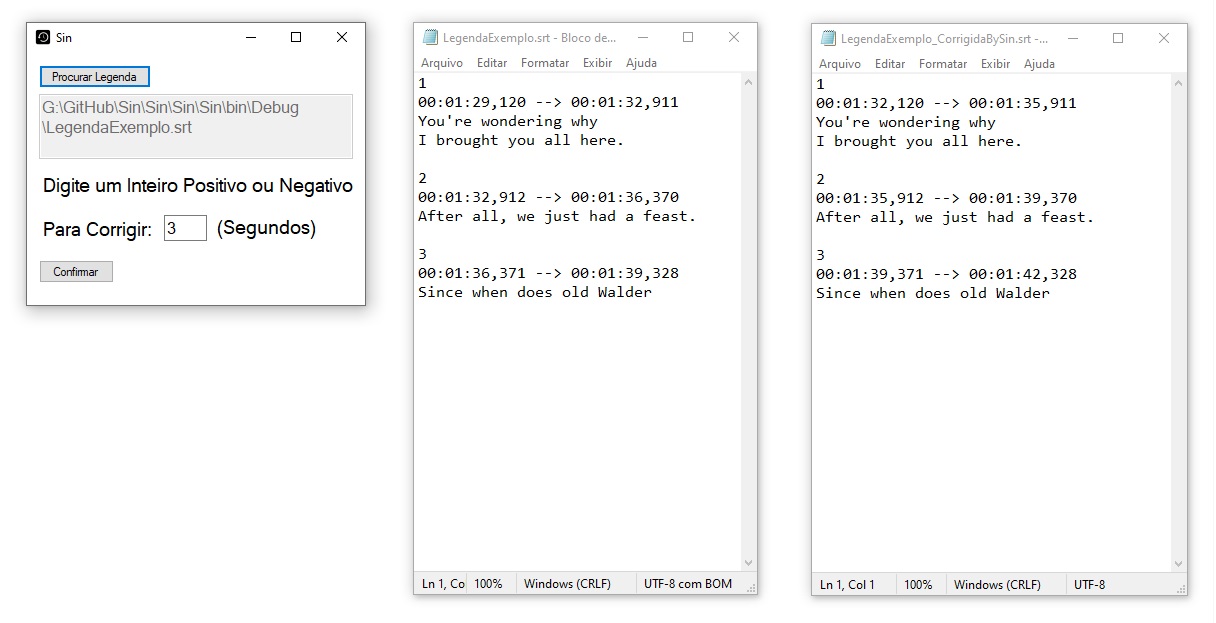 Sin
Procurar Legenda
G:\GitHub\Sin\Sin\Sin\Sin\bin\Debug
\LegendaExemplo.srt
Digite um Inteiro Positivo ou Negativo
Para Corrigir: 3 (Segundos)
Confirmar
LegendaExemplo.srt - Bloco de...
Arquivo Editar Formatar Exibir Ajuda
1
00:01:29,120 --> 00:01:32,911
You're wondering why
I brought you all here.
2
00:01:32,912 --> 00:01:36,370
After all, we just had a feast.
3
00:01:36,371 --> 00:01:39,328
Since when does old Walder
Ln 1, Co 100% Windows (CRLF) UTF-8 com BOM
LegendaExemplo_CorrigidaBySin.srt -...
Arquivo Editar Formatar Exibir Ajuda
1
00:01:32,120 --> 00:01:35,911
You're wondering why
I brought you all here.
2
00:01:35,912 --> 00:01:39,370
After all, we just had a feast.
3
00:01:39,371 --> 00:01:42,328
Since when does old Walder
Ln 1, Col 1 100% Windows (CRLF) UTF-8